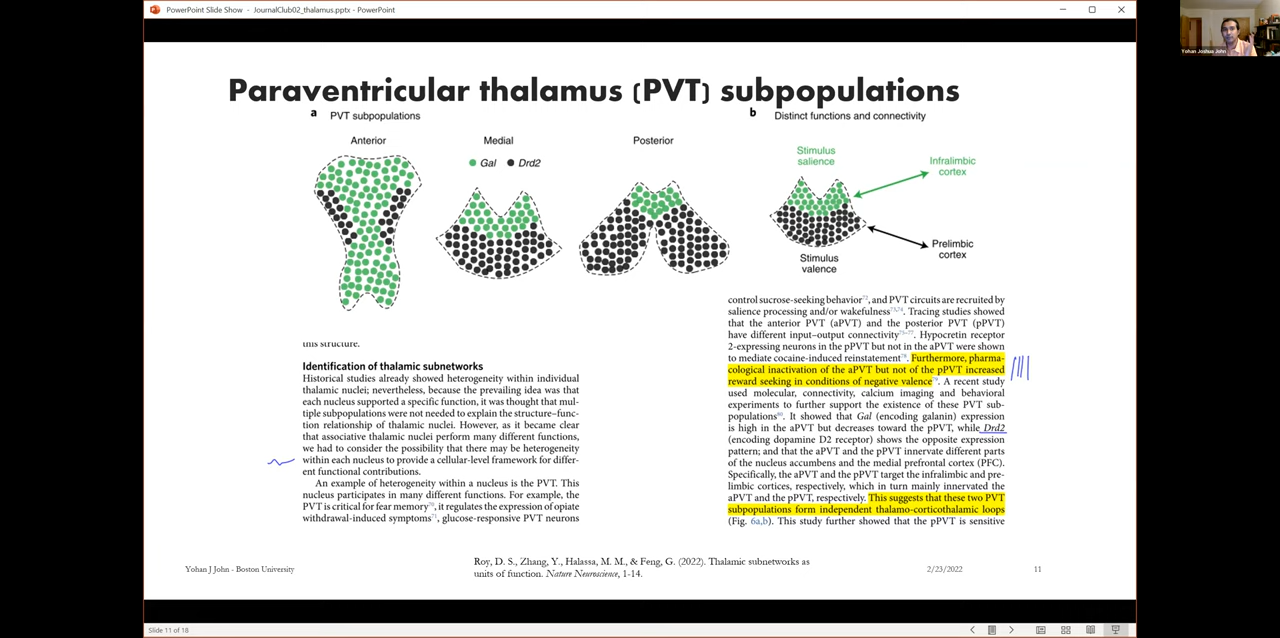 PowerPoint Slide Show - JournalClub02_thalamus.pptx - PowerPoint
Yohan Joshua John
Paraventricular thalamus (PVT) subpopulations
a PVT subpopulations
Anterior
Medial
Posterior
Gal Drd2
b Distinct functions and connectivity
Stimulus
salience
Infralimbic
cortex
Prelimbic
cortex
Stimulus
valence
this structure.
Identification of thalamic subnetworks
Historical studies already showed heterogeneity within individual
thalamic nuclei; nevertheless, because the prevailing idea was that
each nucleus supported a specific function, it was thought that mul-
tiple subpopulations were not needed to explain the structure–func-
tion relationship of thalamic nuclei. However, as it became clear
that associative thalamic nuclei perform many different functions,
we had to consider the possibility that there may be heterogeneity
within each nucleus to provide a cellular-level framework for differ-
ent functional contributions.
An example of heterogeneity within a nucleus is the PVT. This
nucleus participates in many different functions. For example, the
PVT is critical for fear memory70, it regulates the expression of opiate
withdrawal-induced symptoms71, glucose-responsive PVT neurons
control sucrose-seeking behavior72, and PVT circuits are recruited by
salience processing and/or wakefulness73,74. Tracing studies showed
that the anterior PVT (aPVT) and the posterior PVT (pPVT)
have different input–output connectivity75–77. Hypocretin receptor
2-expressing neurons in the pPVT but not in the aPVT were shown
to mediate cocaine-induced reinstatement78. Furthermore, pharma-
cological inactivation of the aPVT but not of the pPVT increased
reward seeking in conditions of negative valence79. A recent study
used molecular, connectivity, calcium imaging and behavioral
experiments to further support the existence of these PVT sub-
populations80. It showed that Gal (encoding galanin) expression
is high in the aPVT but decreases toward the pPVT, while Drd2
(encoding dopamine D2 receptor) shows the opposite expression
pattern; and that the aPVT and the pPVT innervate different parts
of the nucleus accumbens and the medial prefrontal cortex (PFC).
Specifically, the aPVT and the pPVT target the infralimbic and pre-
limbic cortices, respectively, which in turn mainly innervated the
aPVT and the pPVT, respectively. This suggests that these two PVT
subpopulations form independent thalamo-corticothalamic loops
(Fig. 6a,b). This study further showed that the pPVT is sensitive
Yohan J John - Boston University
Roy, D. S., Zhang, Y., Halassa, M. M., & Feng, G. (2022). Thalamic subnetworks as
units of function. Nature Neuroscience, 1-14.
2/23/2022
11
Slide 11 of 18